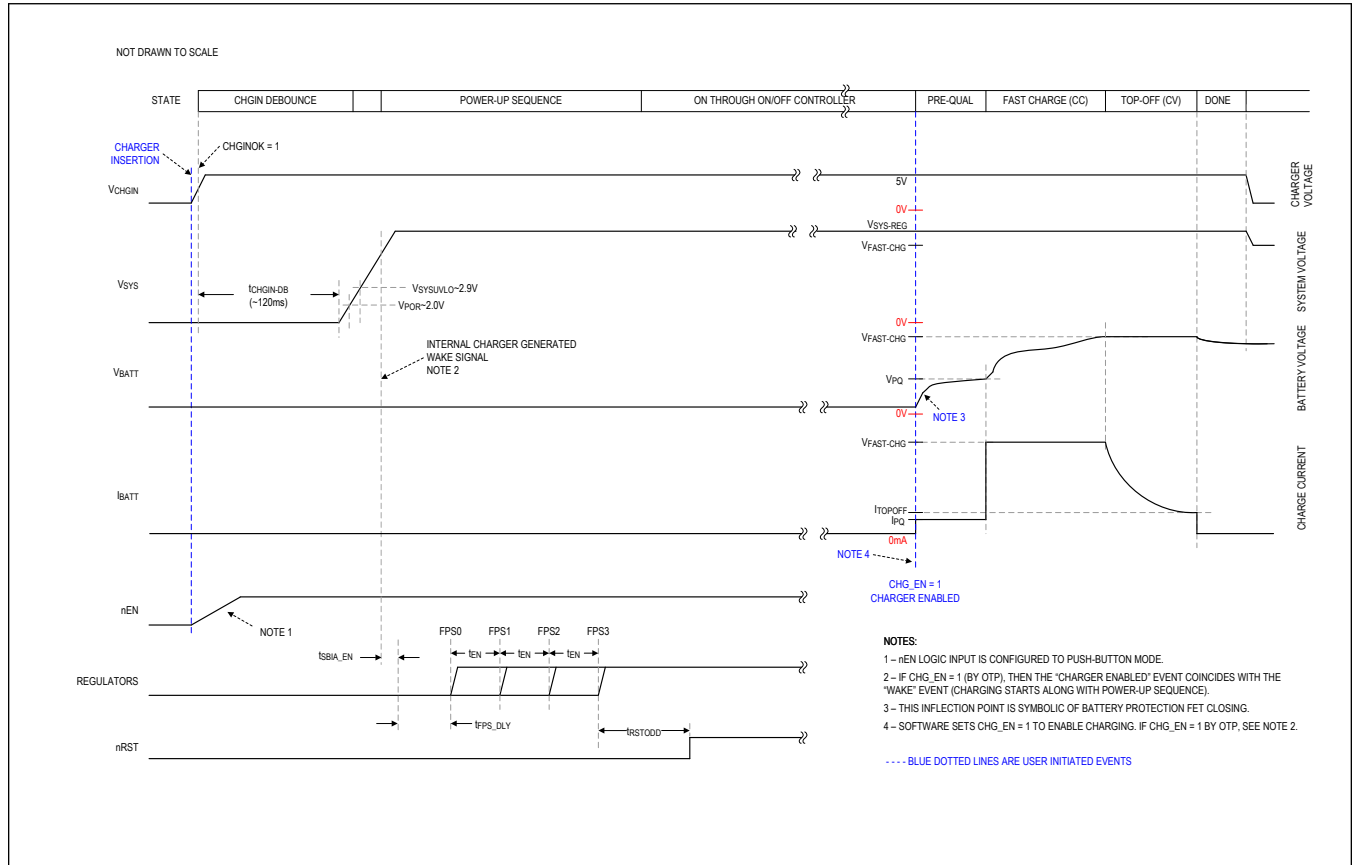 NOT DRAWN TO SCALE
STATE
CHGIN DEBOUNCE
POWER-UP SEQUENCE
ON THROUGH ON/OFF CONTROLLER
PRE-QUAL
FAST CHARGE (CC)
TOP-OFF (CV)
DONE
CHARGER
INSERTION
CHGINOK = 1
VCHGIN
5V
0V
CHARGER
VOLTAGE
VSYS-REG
VFAST-CHG
VSYS
tCHGIN-DB
(~120ms)
VSYSUVLO~2.9V
VPOR~2.0V
0V
SYSTEM VOLTAGE
VFAST-CHG
INTERNAL CHARGER GENERATED
WAKE SIGNAL
NOTE 2
VBATT
VPQ
0V
NOTE 3
BATTERY VOLTAGE
VFAST-CHG
IBATT
ITOPOFF
IPQ
0mA
CHARGE CURRENT
NOTE 4
CHG_EN = 1
CHARGER ENABLED
nEN
NOTE 1
tSBIA_EN
FPS0
FPS1
FPS2
FPS3
tEN
tEN
tEN
REGULATORS
tFPS_DLY
tRSTODD
nRST
NOTES:
1 – nEN LOGIC INPUT IS CONFIGURED TO PUSH-BUTTON MODE.
2 – IF CHG_EN = 1 (BY OTP), THEN THE “CHARGER ENABLED” EVENT COINCIDES WITH THE
“WAKE” EVENT (CHARGING STARTS ALONG WITH POWER-UP SEQUENCE).
3 – THIS INFLECTION POINT IS SYMBOLIC OF BATTERY PROTECTION FET CLOSING.
4 – SOFTWARE SETS CHG_EN = 1 TO ENABLE CHARGING. IF CHG_EN = 1 BY OTP, SEE NOTE 2.
- - - - BLUE DOTTED LINES ARE USER INITIATED EVENTS